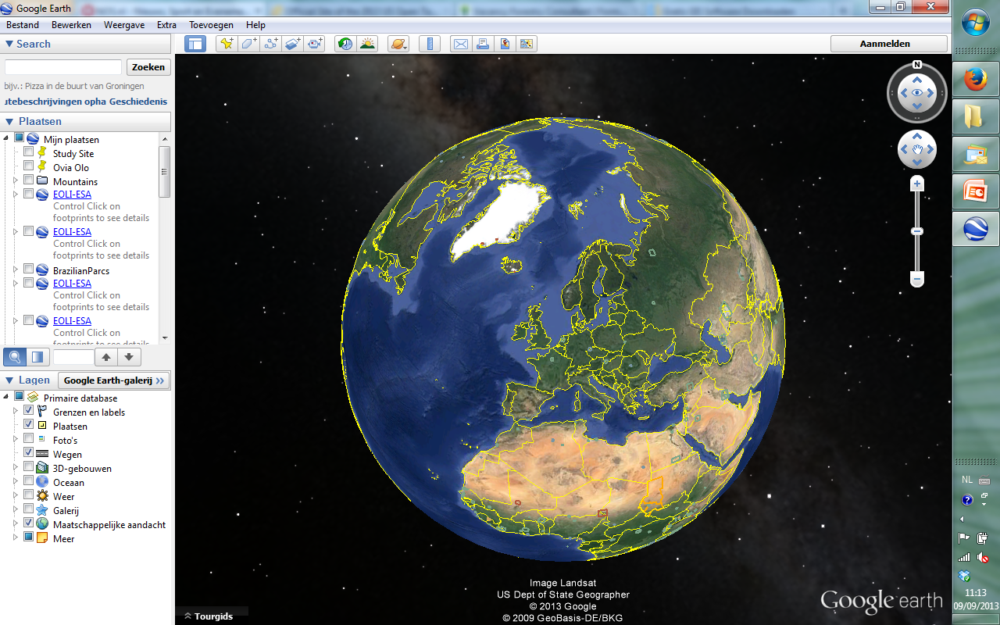 Google Earth
Bestand Bewerken Weergave Extra Toevoegen Help
Search
Zoeken
bijv.: Pizza in de buurt van Groningen
utebeschrijvingen opha Geschiedenis
Plaatsen
Mijn plaatsen
Study Site
Ovia Olo
Mountains
EOLI-ESA
Control Click on
footprints to see details
EOLI-ESA
Control Click on
footprints to see details
BrazilianParcs
EOLI-ESA
Control Click on
footprints to see details
EOLI-ESA
Control Click on
footprints to see details
Lagen
Google Earth-galerij
Primaire database
Grenzen en labels
Plaatsen
Foto's
Wegen
3D-gebouwen
Oceaan
Weer
Galerij
Maatschappelijke aandacht
Meer
Aanmelden
N
Image Landsat
US Dept of State Geographer
© 2013 Google
© 2009 GeoBasis-DE/BKG
Google earth
Tourgids
NL
11:13
09/09/2013